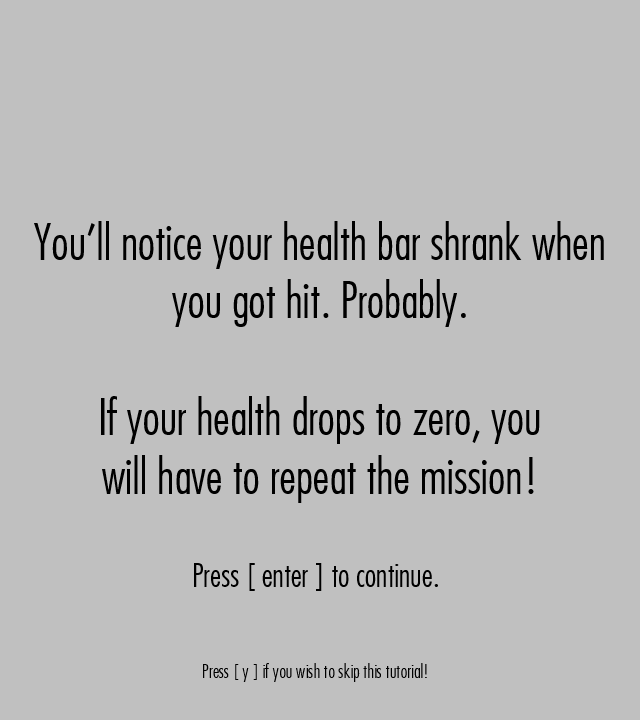 You'll notice your health bar shrank when
you got hit. Probably.
If your health drops to zero, you
will have to repeat the mission!
Press [ enter ] to continue.
Press [ y ] if you wish to skip this tutorial!